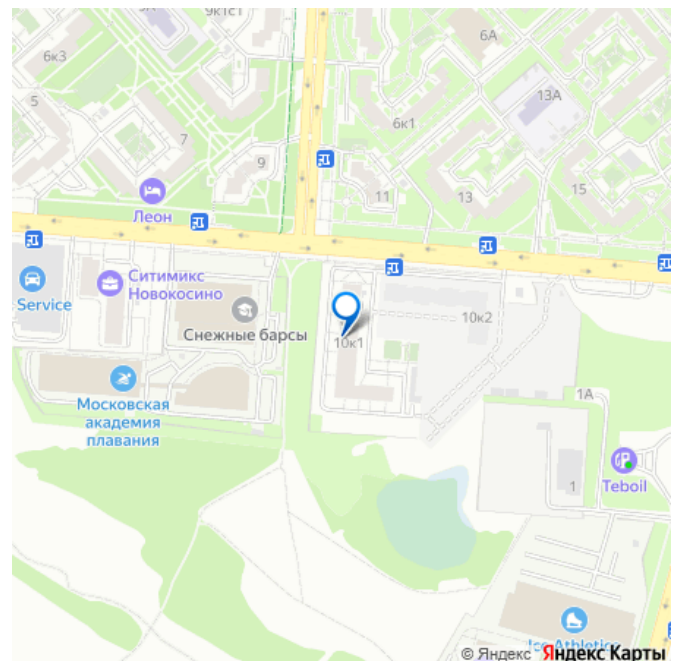 9к1с1
6А
6к3
13А
5
7
6к1
9
11
13
15
Леон
Service
Ситимикс
Новокосино
Снежные барсы
10к1
10к2
Московская
академия
плавания
1А
Teboil
1
Ice Athletics
© Яндекс Яндекс Карты